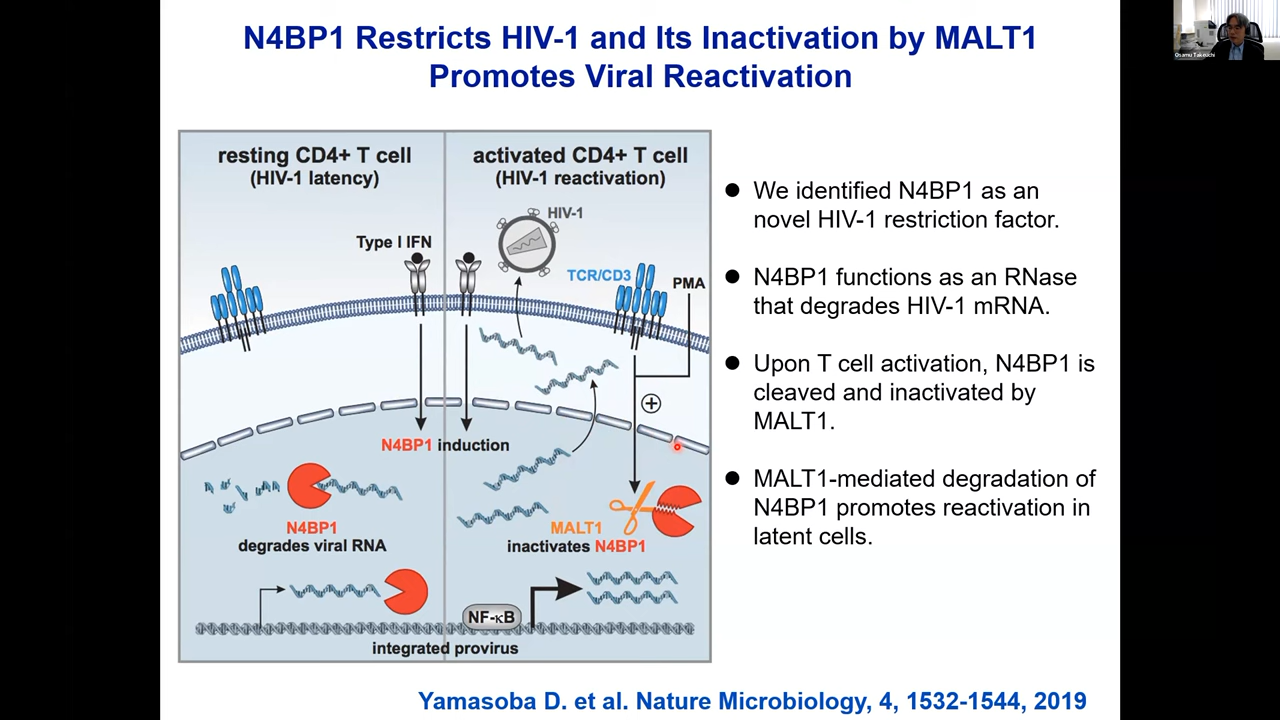 N4BP1 Restricts HIV-1 and Its Inactivation by MALT1
Promotes Viral Reactivation
Osamu Takeuchi
resting CD4+ T cell
(HIV-1 latency)
activated CD4+ T cell
(HIV-1 reactivation)
HIV-1
Type I IFN
TCR/CD3
PMA
+
N4BP1 induction
N4BP1
degrades viral RNA
MALT1
inactivates N4BP1
NF-κB
integrated provirus
● We identified N4BP1 as an
novel HIV-1 restriction factor.
● N4BP1 functions as an RNase
that degrades HIV-1 mRNA.
● Upon T cell activation, N4BP1 is
cleaved and inactivated by
MALT1.
● MALT1-mediated degradation of
N4BP1 promotes reactivation in
latent cells.
Yamasoba D. et al. Nature Microbiology, 4, 1532-1544, 2019